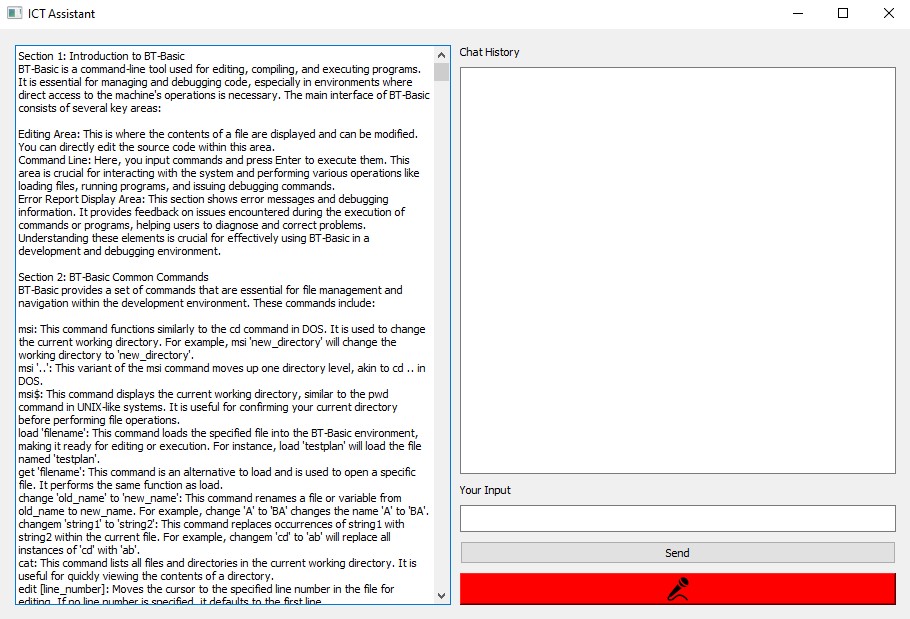 ICT Assistant
Section 1: Introduction to BT-Basic
BT-Basic is a command-line tool used for editing, compiling, and executing programs.
It is essential for managing and debugging code, especially in environments where
direct access to the machine's operations is necessary. The main interface of BT-Basic
consists of several key areas:
Editing Area: This is where the contents of a file are displayed and can be modified.
You can directly edit the source code within this area.
Command Line: Here, you input commands and press Enter to execute them. This
area is crucial for interacting with the system and performing various operations like
loading files, running programs, and issuing debugging commands.
Error Report Display Area: This section shows error messages and debugging
information. It provides feedback on issues encountered during the execution of
commands or programs, helping users to diagnose and correct problems.
Understanding these elements is crucial for effectively using BT-Basic in a
development and debugging environment.
Section 2: BT-Basic Common Commands
BT-Basic provides a set of commands that are essential for file management and
navigation within the development environment. These commands include:
msi: This command functions similarly to the cd command in DOS. It is used to change
the current working directory. For example, msi 'new_directory' will change the
working directory to 'new_directory'.
msi '..': This variant of the msi command moves up one directory level, akin to cd .. in
DOS.
msi$: This command displays the current working directory, similar to the pwd
command in UNIX-like systems. It is useful for confirming your current directory
before performing file operations.
load 'filename': This command loads the specified file into the BT-Basic environment,
making it ready for editing or execution. For instance, load 'testplan' will load the file
named 'testplan'.
get 'filename': This command is an alternative to load and is used to open a specific
file. It performs the same function as load.
change 'old_name' to 'new_name': This command renames a file or variable from
old_name to new_name. For example, change 'A' to 'BA' changes the name 'A' to 'BA'.
changem 'string1' to 'string2': This command replaces occurrences of string1 with
string2 within the current file. For example, changem 'cd' to 'ab' will replace all
instances of 'cd' with 'ab'.
cat: This command lists all files and directories in the current working directory. It is
useful for quickly viewing the contents of a directory.
edit [line_number]: Moves the cursor to the specified line number in the file for
editing. If no line number is specified, it defaults to the first line.
Chat History
Your Input
Send